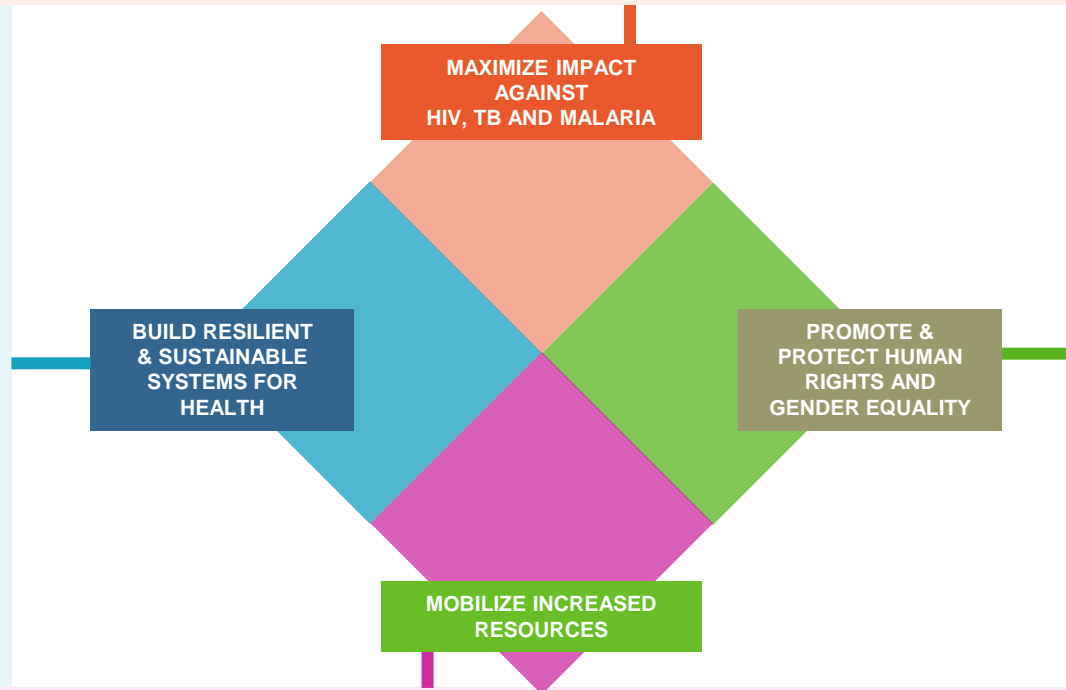 MAXIMIZE IMPACT
AGAINST
HIV, TB AND MALARIA
BUILD RESILIENT
& SUSTAINABLE
SYSTEMS FOR
HEALTH
PROMOTE &
PROTECT HUMAN
RIGHTS AND
GENDER EQUALITY
MOBILIZE INCREASED
RESOURCES